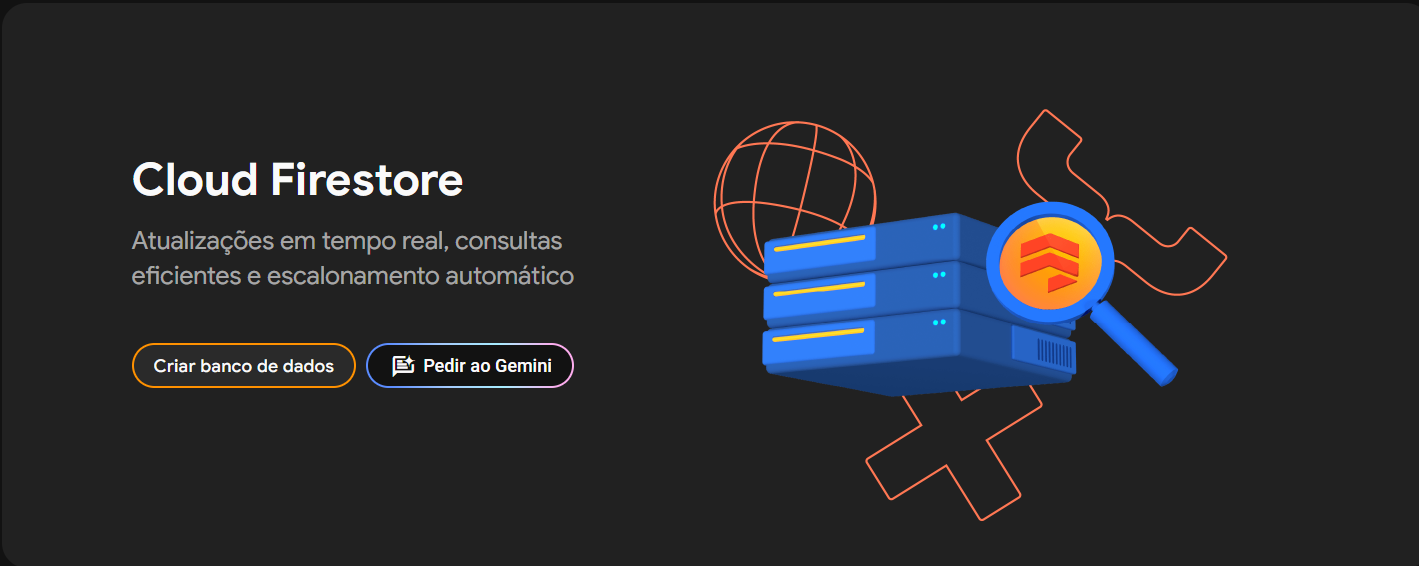 Cloud Firestore
Atualizações em tempo real, consultas
eficientes e escalonamento automático
Criar banco de dados
Pedir ao Gemini